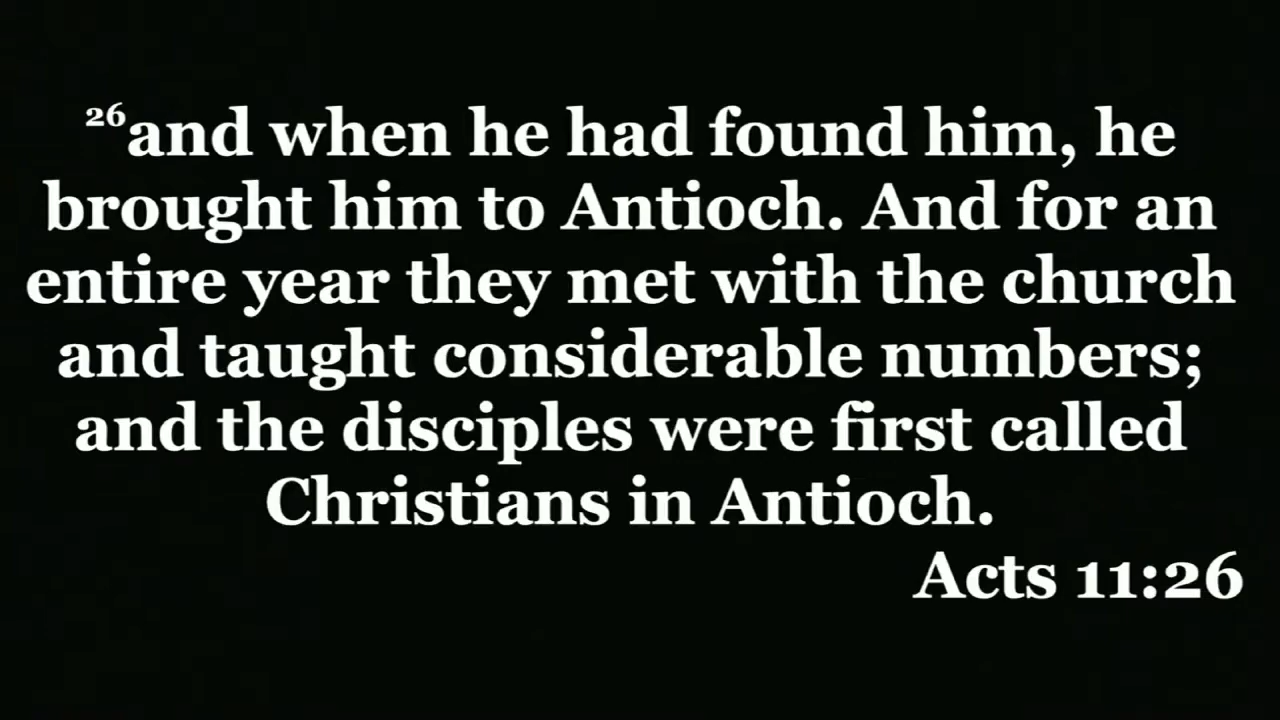 ²⁶and when he had found him, he
brought him to Antioch. And for an
entire year they met with the church
and taught considerable numbers;
and the disciples were first called
Christians in Antioch.
Acts 11:26